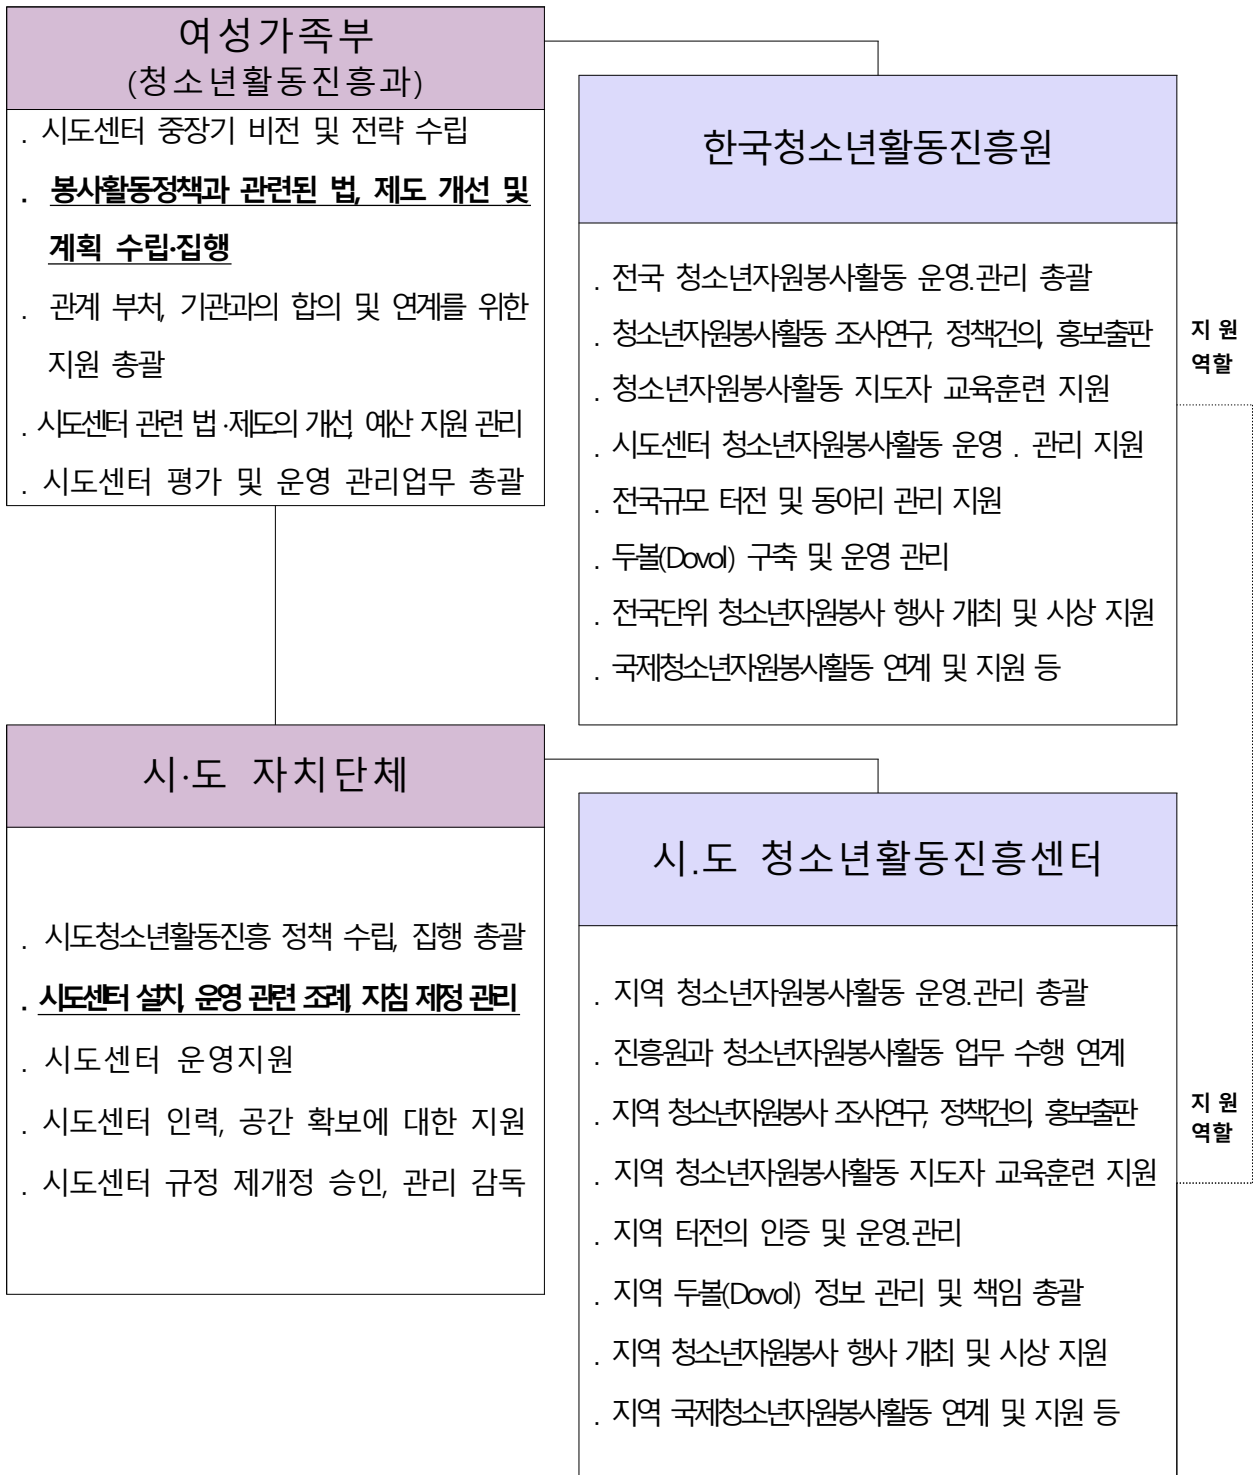 여성가족부
(청소년활동진흥과)
. 시도센터 중장기 비전 및 전략 수립
. 봉사활동정책과 관련된 법, 제도 개선 및
계획 수립·집행
. 관계 부처, 기관과의 합의 및 연계를 위한
지원 총괄
. 시도센터 관련 법·제도의 개선, 예산 지원 관리
. 시도센터 평가 및 운영 관리업무 총괄
한국청소년활동진흥원
. 전국 청소년자원봉사활동 운영.관리 총괄
. 청소년자원봉사활동 조사연구, 정책건의, 홍보출판
. 청소년자원봉사활동 지도자 교육훈련 지원
. 시도센터 청소년자원봉사활동 운영 . 관리 지원
. 전국규모 터전 및 동아리 관리 지원
. 두볼(Dovol) 구축 및 운영 관리
. 전국단위 청소년자원봉사 행사 개최 및 시상 지원
. 국제청소년자원봉사활동 연계 및 지원 등
지 원
역할
시·도 자치단체
. 시도청소년활동진흥 정책 수립, 집행 총괄
. 시도센터 설치, 운영 관련 조례, 지침 제정 관리
. 시도센터 운영지원
. 시도센터 인력, 공간 확보에 대한 지원
. 시도센터 규정 제개정 승인, 관리 감독
시.도 청소년활동진흥센터
. 지역 청소년자원봉사활동 운영.관리 총괄
. 진흥원과 청소년자원봉사활동 업무 수행 연계
. 지역 청소년자원봉사 조사연구, 정책건의, 홍보출판
. 지역 청소년자원봉사활동 지도자 교육훈련 지원
. 지역 터전의 인증 및 운영.관리
. 지역 두볼(Dovol) 정보 관리 및 책임 총괄
. 지역 청소년자원봉사 행사 개최 및 시상 지원
. 지역 국제청소년자원봉사활동 연계 및 지원 등
지 원
역할